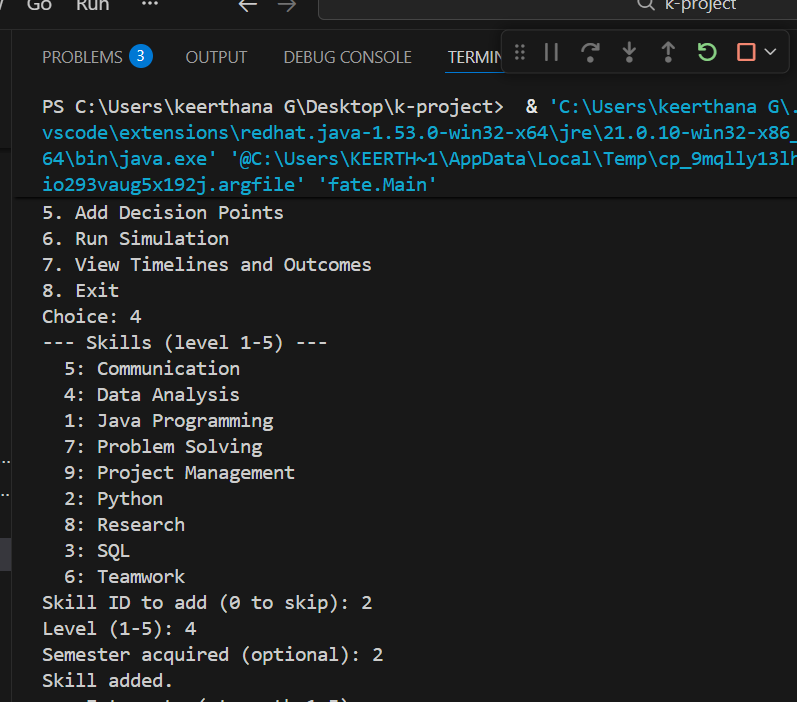 Go Run ...
k-project
PROBLEMS 3 OUTPUT DEBUG CONSOLE TERMIN
PS C:\Users\keerthana G\Desktop\k-project>  & 'C:\Users\keerthana G\.
vscode\extensions\redhat.java-1.53.0-win32-x64\jre\21.0.10-win32-x86_
64\bin\java.exe' '@C:\Users\KEERTH~1\AppData\Local\Temp\cp_9mqlly13lh
io293vaug5x192j.argfile' 'fate.Main'
5. Add Decision Points
6. Run Simulation
7. View Timelines and Outcomes
8. Exit
Choice: 4
--- Skills (level 1-5) ---
5: Communication
4: Data Analysis
1: Java Programming
7: Problem Solving
9: Project Management
2: Python
8: Research
3: SQL
6: Teamwork
Skill ID to add (0 to skip): 2
Level (1-5): 4
Semester acquired (optional): 2
Skill added.